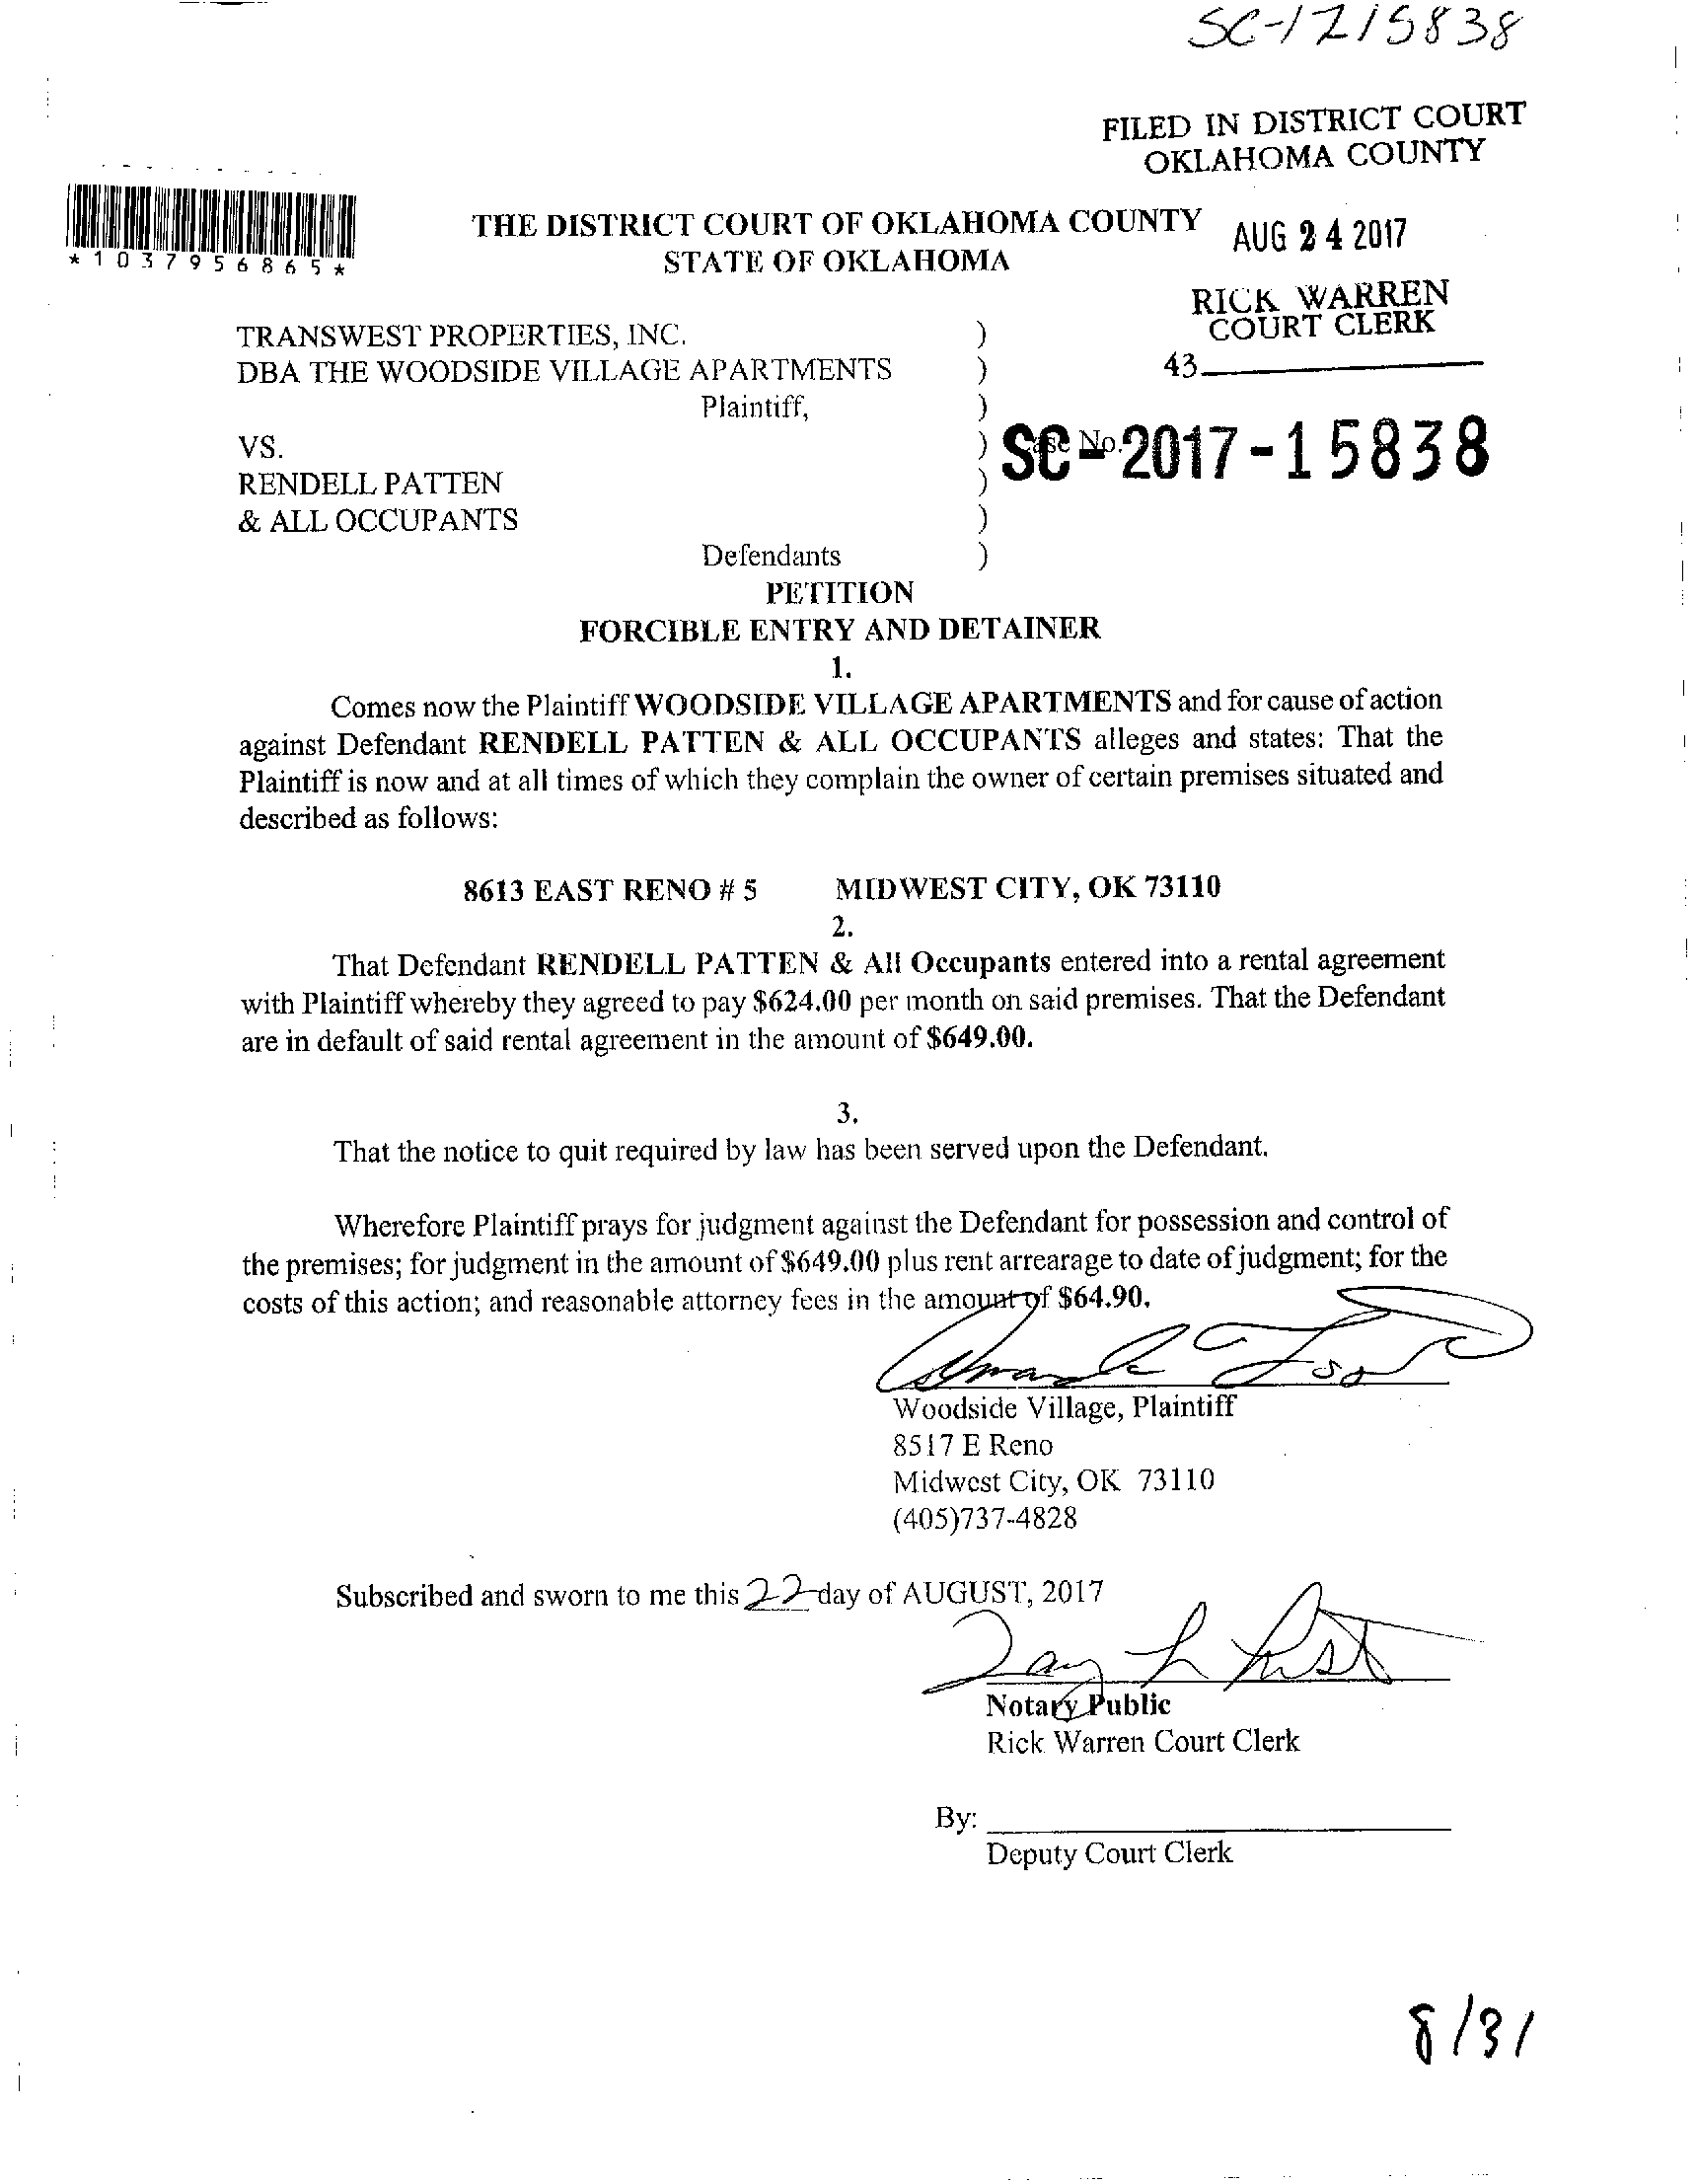 SC-1715838
FILED IN DISTRICT COURT
OKLAHOMA COUNTY
*1037956865*
THE DISTRICT COURT OF OKLAHOMA COUNTY
STATE OF OKLAHOMA
AUG 24 2017
RICK WARREN
COURT CLERK
43
TRANSWEST PROPERTIES, INC. )
DBA THE WOODSIDE VILLAGE APARTMENTS )
Plaintiff, )
VS. ) Case No. SC-2017-15838
RENDELL PATTEN )
& ALL OCCUPANTS )
Defendants )
PETITION
FORCIBLE ENTRY AND DETAINER
1.
Comes now the Plaintiff WOODSIDE VILLAGE APARTMENTS and for cause of action
against Defendant RENDELL PATTEN & ALL OCCUPANTS alleges and states: That the
Plaintiff is now and at all times of which they complain the owner of certain premises situated and
described as follows:
8613 EAST RENO # 5 MIDWEST CITY, OK 73110
2.
That Defendant RENDELL PATTEN & All Occupants entered into a rental agreement
with Plaintiff whereby they agreed to pay $624.00 per month on said premises. That the Defendant
are in default of said rental agreement in the amount of $649.00.
3.
That the notice to quit required by law has been served upon the Defendant.
Wherefore Plaintiff prays for judgment against the Defendant for possession and control of
the premises; for judgment in the amount of $649.00 plus rent arrearage to date of judgment; for the
costs of this action; and reasonable attorney fees in the amount of $64.90.
Woodside Village, Plaintiff
8517 E Reno
Midwest City, OK 73110
(405)737-4828
Subscribed and sworn to me this 22 day of AUGUST, 2017
Notary Public
Rick Warren Court Clerk
By:
Deputy Court Clerk
8/31